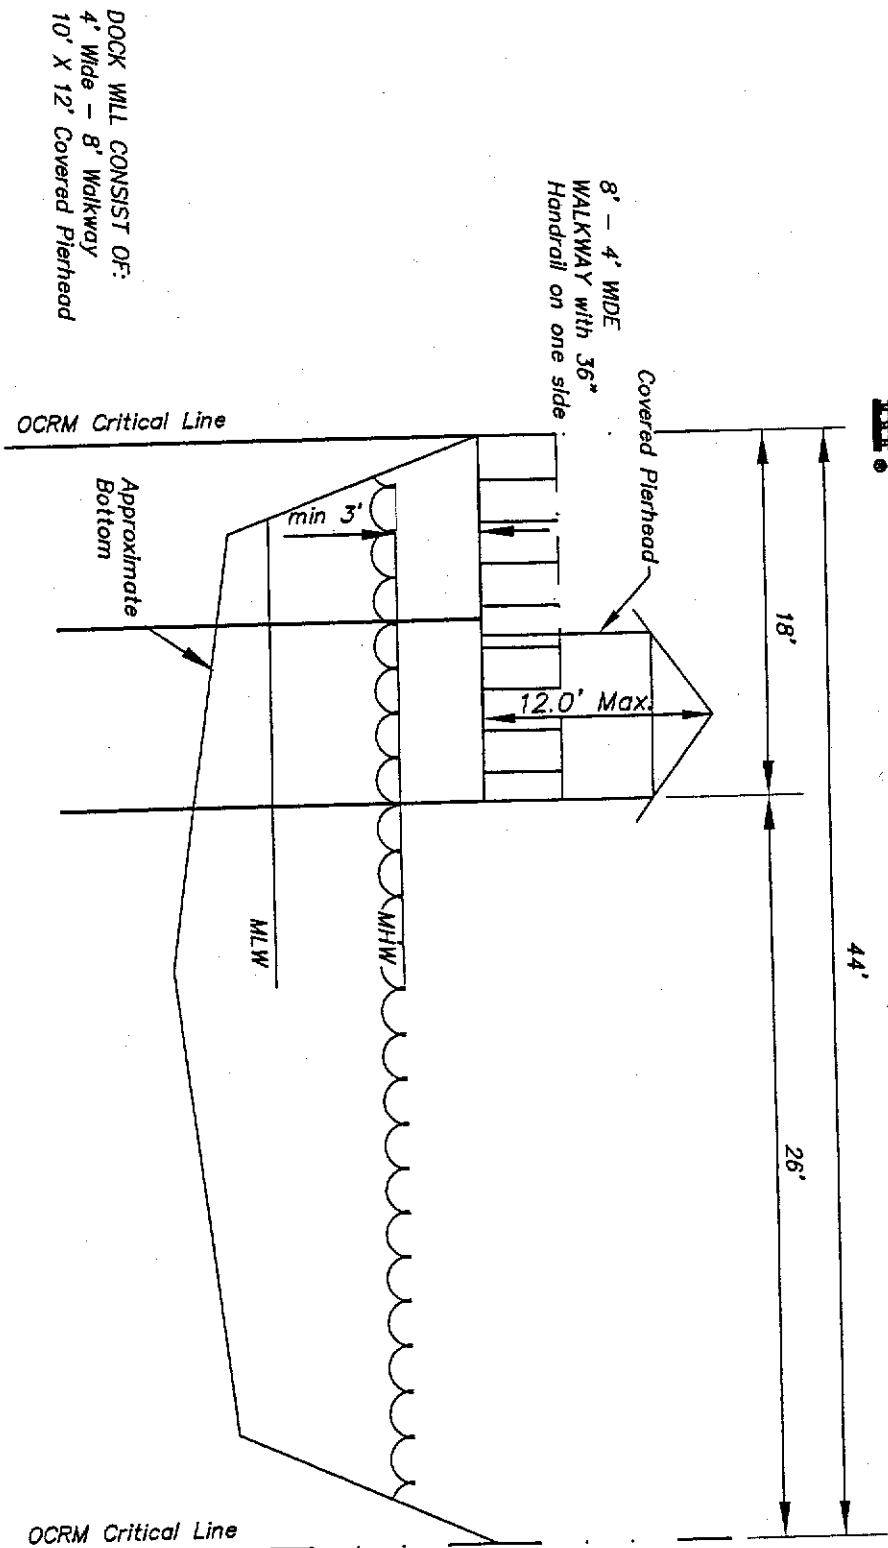 DOCK WILL CONSIST OF:
4' Wide - 8' Walkway
10' X 12' Covered Pierhead
8' - 4' WIDE
WALKWAY with 36"
Handrail on one side
Covered Pierhead
OCRM Critical Line
Approximate
Bottom
min 3'
12.0' Max.
18'
44'
26'
MLW
MHW
OCRM Critical Line